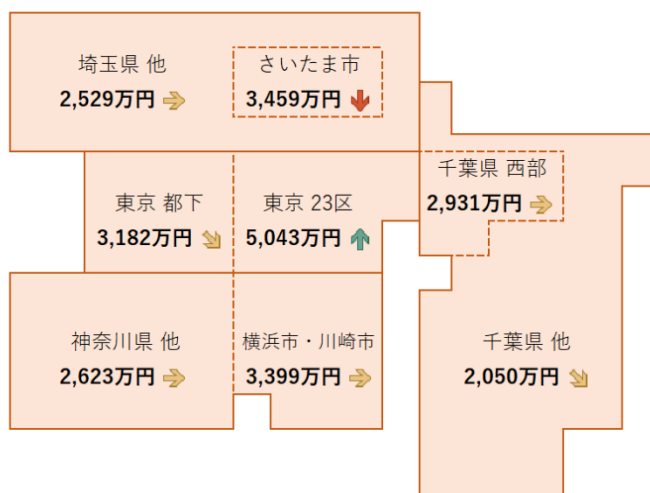 埼玉県 他
2,529万円
さいたま市
3,459万円
千葉県 西部
2,931万円
東京 都下
3,182万円
東京 23区
5,043万円
神奈川県 他
2,623万円
横浜市・川崎市
3,399万円
千葉県 他
2,050万円